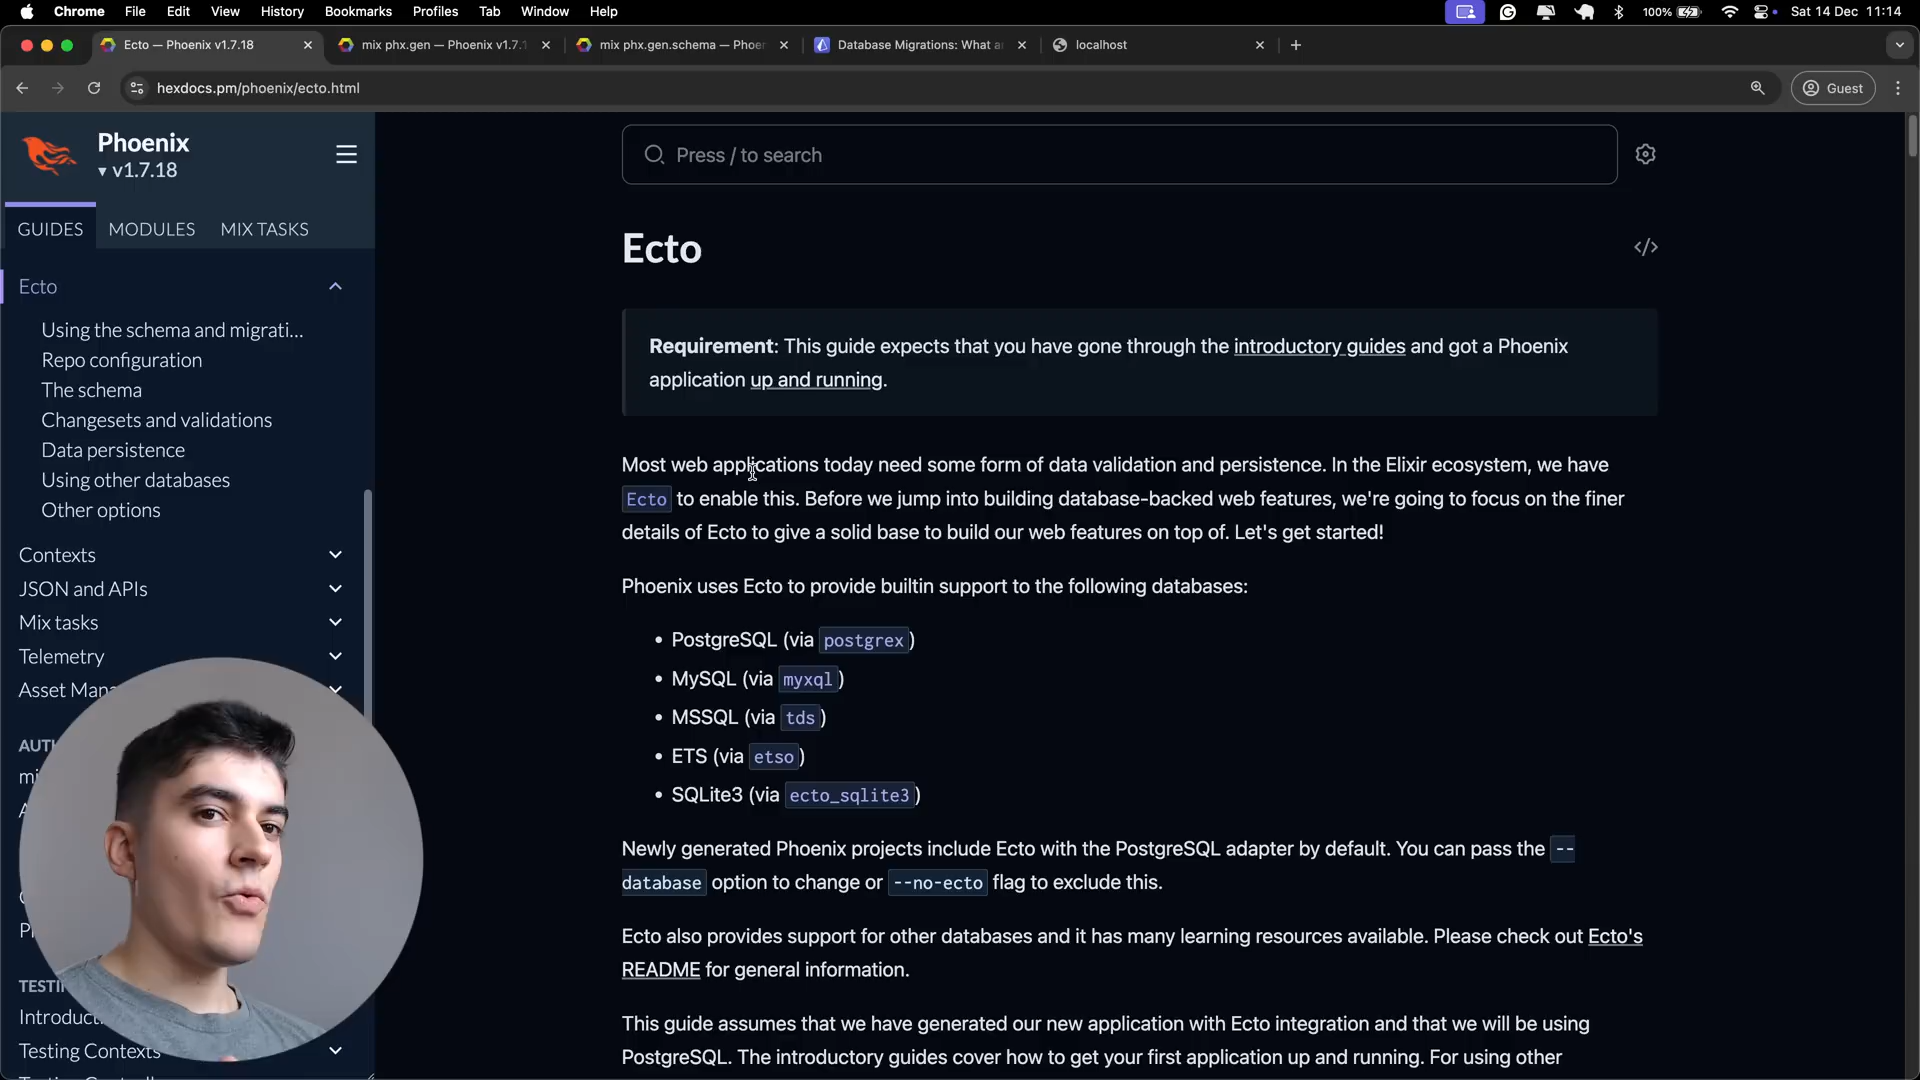 Chrome File Edit View History Bookmarks Profiles Tab Window Help 100% Sat 14 Dec 11:14
Ecto — Phoenix v1.7.18 mix phx.gen — Phoenix v1.7.1 mix phx.gen.schema — Phoe Database Migrations: What localhost
hexdocs.pm/phoenix/ecto.html Guest
Phoenix
v1.7.18
GUIDES MODULES MIX TASKS
Ecto
Using the schema and migrati...
Repo configuration
The schema
Changesets and validations
Data persistence
Using other databases
Other options
Contexts
JSON and APIs
Mix tasks
Telemetry
Asset Mana
AUT
mi
TESTI
Introduct
Testing Contexts
Press / to search
Ecto
</>
Requirement: This guide expects that you have gone through the introductory guides and got a Phoenix
application up and running.
Most web applications today need some form of data validation and persistence. In the Elixir ecosystem, we have
Ecto to enable this. Before we jump into building database-backed web features, we're going to focus on the finer
details of Ecto to give a solid base to build our web features on top of. Let's get started!
Phoenix uses Ecto to provide builtin support to the following databases:
• PostgreSQL (via postgrex)
• MySQL (via myxql)
• MSSQL (via tds)
• ETS (via etso)
• SQLite3 (via ecto_sqlite3)
Newly generated Phoenix projects include Ecto with the PostgreSQL adapter by default. You can pass the --
database option to change or --no-ecto flag to exclude this.
Ecto also provides support for other databases and it has many learning resources available. Please check out Ecto's
README for general information.
This guide assumes that we have generated our new application with Ecto integration and that we will be using
PostgreSQL. The introductory guides cover how to get your first application up and running. For using other